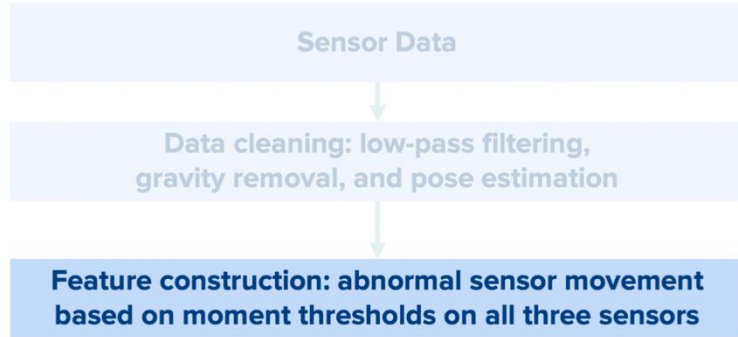 Sensor Data
Data cleaning: low-pass filtering,
gravity removal, and pose estimation
Feature construction: abnormal sensor movement
based on moment thresholds on all three sensors